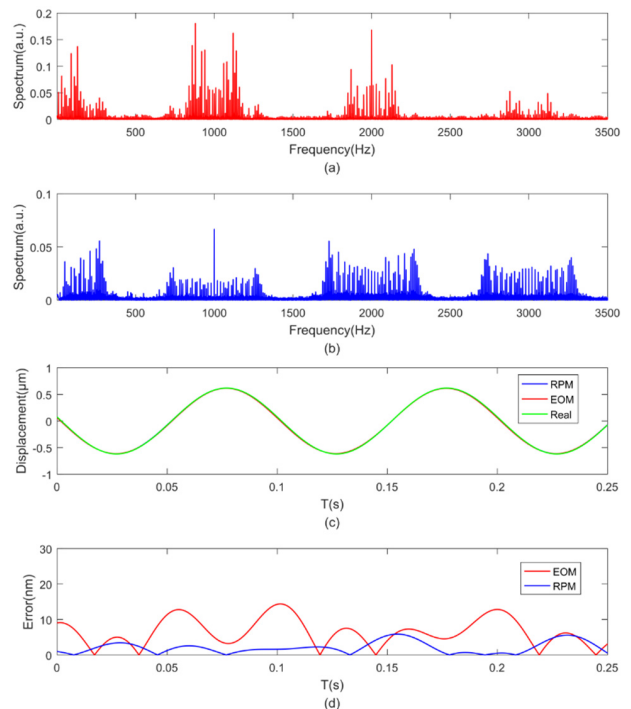 Spectrum(a.u.)
0.2
0.15
0.1
0.05
0
500 1000 1500 2000 2500 3000 3500
Frequency(Hz)
(a)
Spectrum(a.u.)
0.1
0.05
0
500 1000 1500 2000 2500 3000 3500
Frequency(Hz)
(b)
Displacement(μm)
1
0.5
0
-0.5
-1
RPM
EOM
Real
0 0.05 0.1 0.15 0.2 0.25
T(s)
(c)
Error(nm)
30
20
10
0
EOM
RPM
0 0.05 0.1 0.15 0.2 0.25
T(s)
(d)